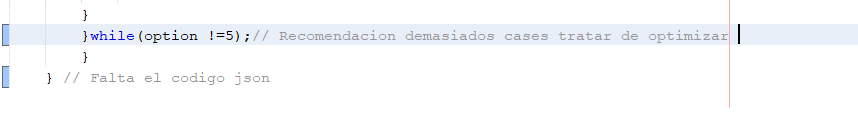 }
}while(option !=5);// Recomendacion demasiados cases tratar de optimizar
}
} // Falta el codigo json